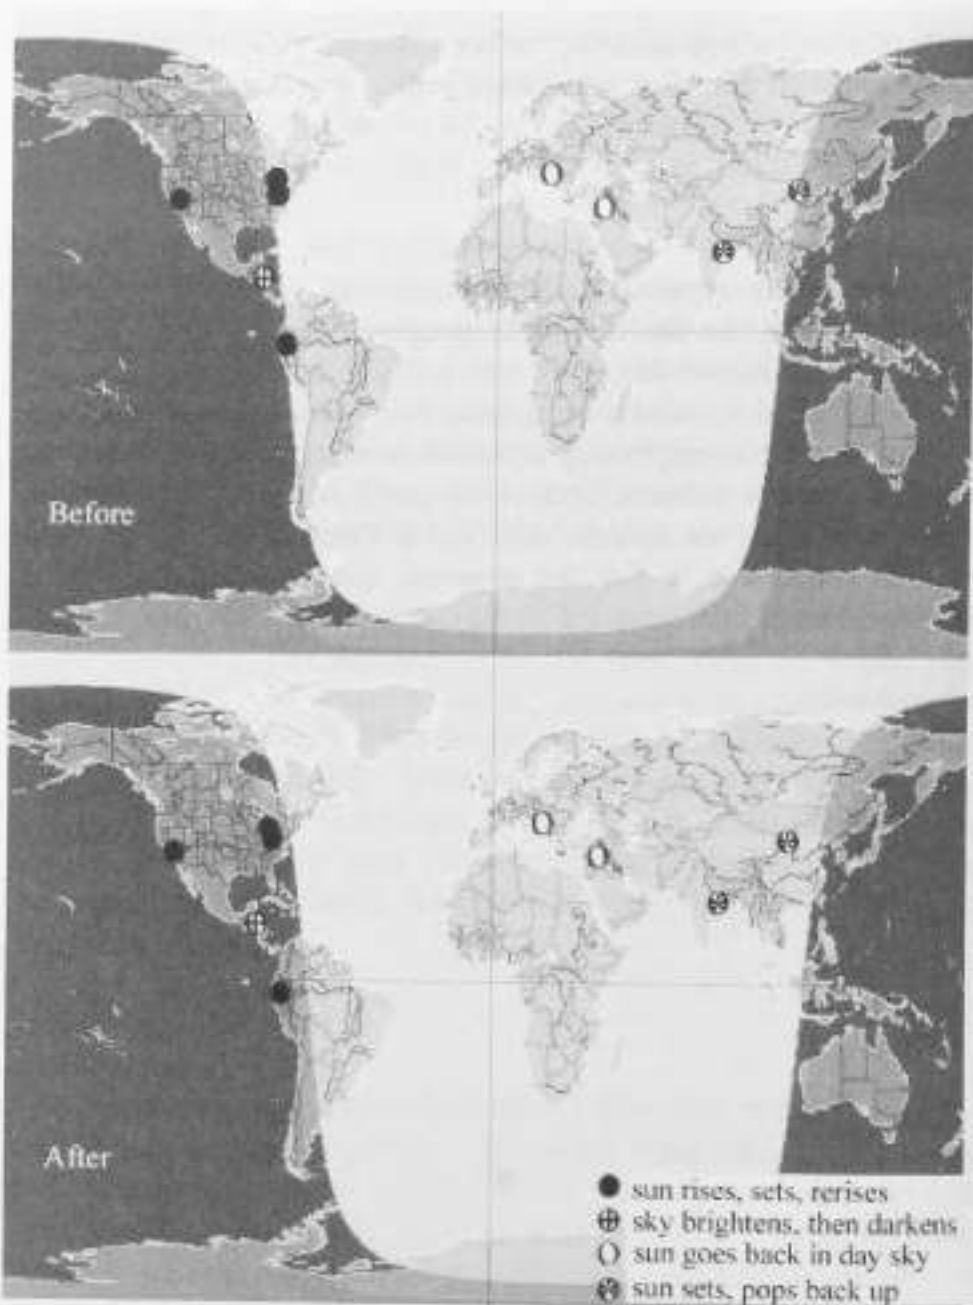 Before
After
sun rises, sets, rerises
sky brightens, then darkens
sun goes back in day sky
sun sets, pops back up